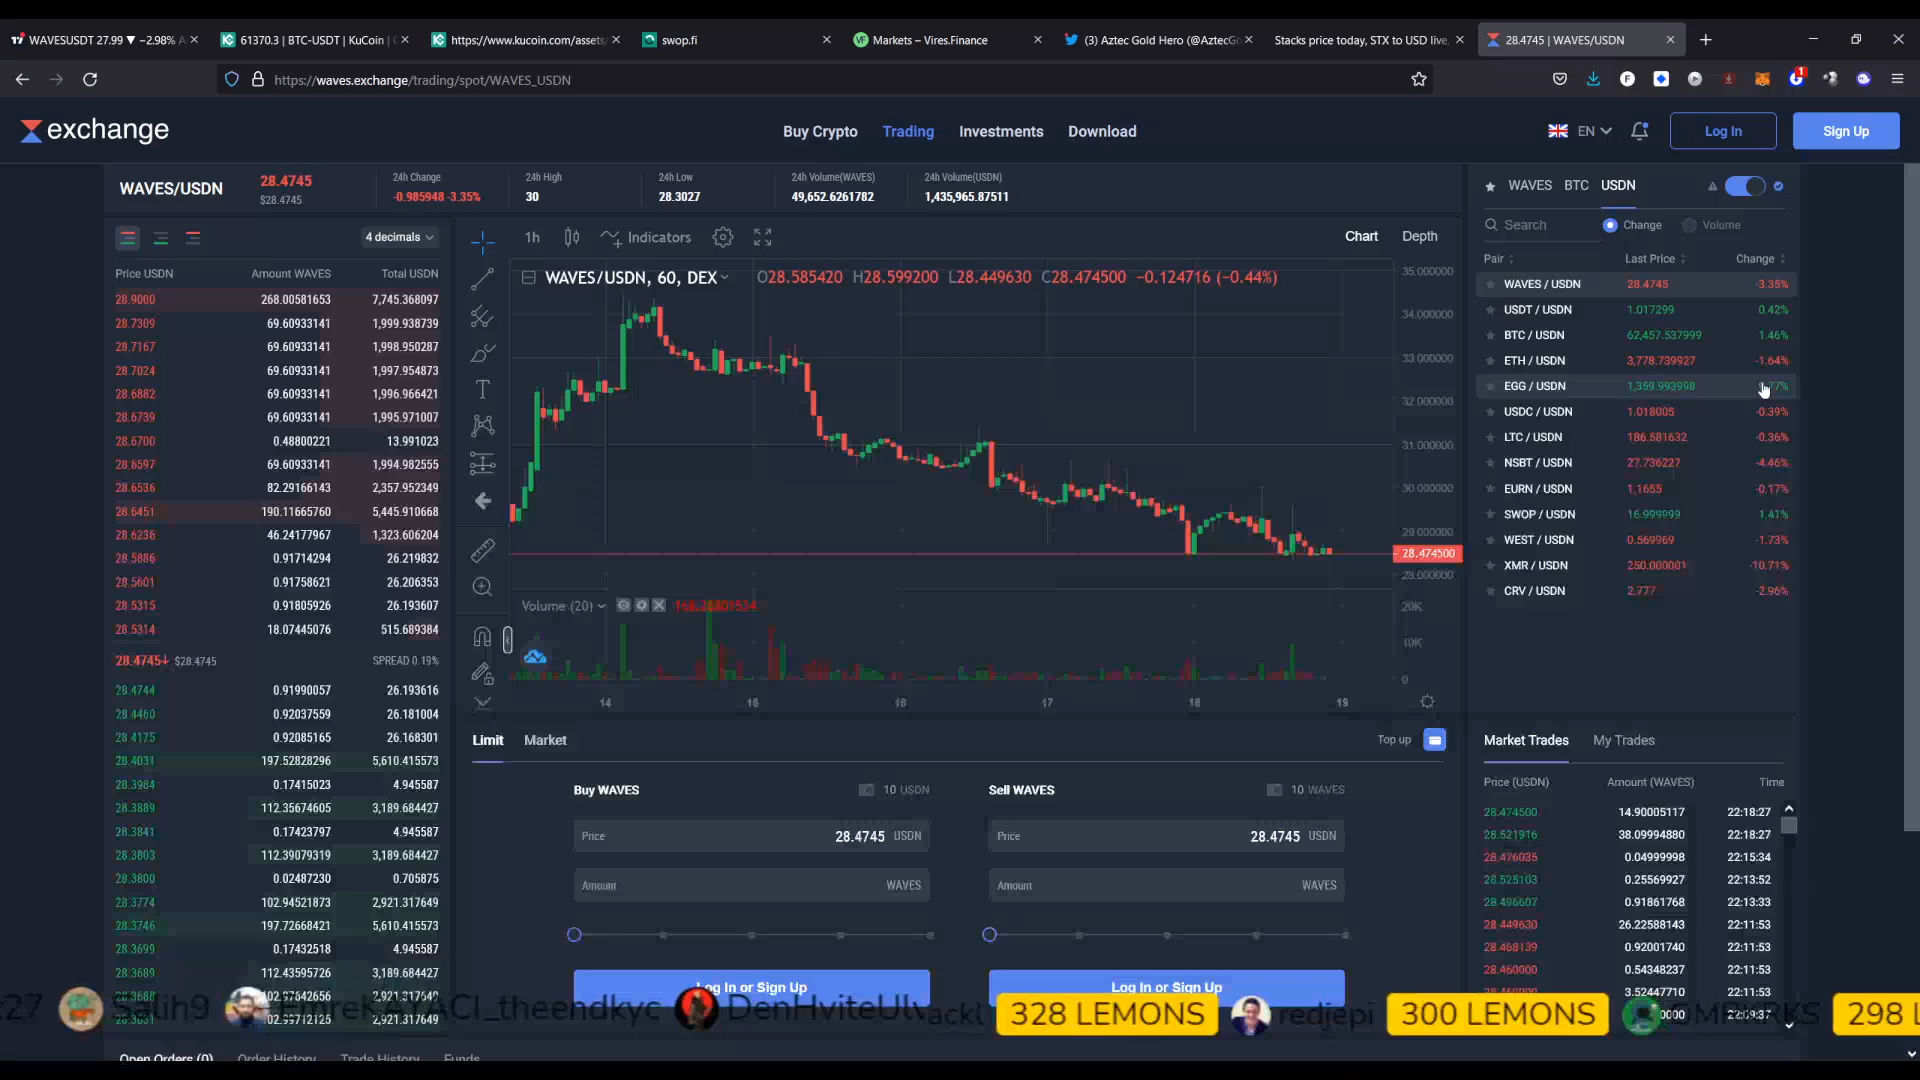 WAVESUSDT 27.99 ▼ −2.98%
61370.3 | BTC-USDT | KuCoin |
https://www.kucoin.com/assets
swop.fi
Markets – Vires.Finance
(3) Aztec Gold Hero (@AztecGo
Stacks price today, STX to USD live,
28.4745 | WAVES/USDN
https://waves.exchange/trading/spot/WAVES_USDN
exchange
Buy Crypto Trading Investments Download
EN
Log In
Sign Up
WAVES/USDN
28.4745
$28.4745
24h Change
-0.985948 -3.35%
24h High
30
24h Low
28.3027
24h Volume(WAVES)
49,652.6261782
24h Volume(USDN)
1,435,965.87511
4 decimals
Price USDN Amount WAVES Total USDN
28.9000 268.00581653 7,745.368097
28.7309 69.60933141 1,999.938739
28.7167 69.60933141 1,998.950287
28.7024 69.60933141 1,997.954873
28.6882 69.60933141 1,996.966421
28.6739 69.60933141 1,995.971007
28.6700 0.48800221 13.991023
28.6597 69.60933141 1,994.982555
28.6536 82.29166143 2,357.952349
28.6451 190.11665760 5,445.910668
28.6236 46.24177967 1,323.606204
28.5886 0.91714294 26.219832
28.5601 0.91758621 26.206353
28.5315 0.91805926 26.193607
28.5314 18.07445076 515.689384
28.4745↓ $28.4745 SPREAD 0.19%
28.4744 0.91990057 26.193616
28.4460 0.92037559 26.181004
28.4175 0.92085165 26.168301
28.4031 197.52828296 5,610.415573
28.3984 0.17415023 4.945587
28.3889 112.35674605 3,189.684427
28.3841 0.17423797 4.945587
28.3803 112.39079319 3,189.684427
28.3800 0.02487230 0.705875
28.3774 102.94521873 2,921.317649
28.3746 197.72668421 5,610.415573
28.3699 0.17432518 4.945587
28.3689 112.43595726 3,189.684427
1h Indicators
Chart Depth
WAVES/USDN, 60, DEX O28.585420 H28.599200 L28.449630 C28.474500 −0.124716 (−0.44%)
35.000000
34.000000
33.000000
32.000000
31.000000
30.000000
29.000000
28.474500
28.000000
Volume (20)
20K
10K
0
14 15 16 17 18 19
Limit Market
Top up
Buy WAVES 10 USDN
Price 28.4745 USDN
Amount WAVES
Log In or Sign Up
Sell WAVES 10 WAVES
Price 28.4745 USDN
Amount WAVES
Log In or Sign Up
WAVES BTC USDN
Search Change Volume
Pair Last Price Change
WAVES / USDN 28.4745 -3.35%
USDT / USDN 1.017299 0.42%
BTC / USDN 62,457.537999 1.46%
ETH / USDN 3,778.739927 -1.64%
EGG / USDN 1,359.993998
USDC / USDN 1.018005 -0.39%
LTC / USDN 186.581632 -0.36%
NSBT / USDN 27.736227 -4.46%
EURN / USDN 1.1655 -0.17%
SWOP / USDN 16.999999 1.41%
WEST / USDN 0.569969 -1.73%
XMR / USDN 250.000001 -10.71%
CRV / USDN 2.777 -2.96%
Market Trades My Trades
Price (USDN) Amount (WAVES) Time
28.474500 14.90005117 22:18:27
28.521916 38.09994880 22:18:27
28.476035 0.04999998 22:15:34
28.525103 0.25569927 22:13:52
28.496607 0.91861768 22:13:33
28.449630 26.22588143 22:11:53
28.468139 0.92001740 22:11:53
28.460000 0.54348237 22:11:53
3.52447710 22:11:53
:27 Salih9 EmreKAYACI_theendkyc DenHviteUlv 328 LEMONS redjepi 300 LEMONS 298
Open Orders (0) Order History Trade History Funds